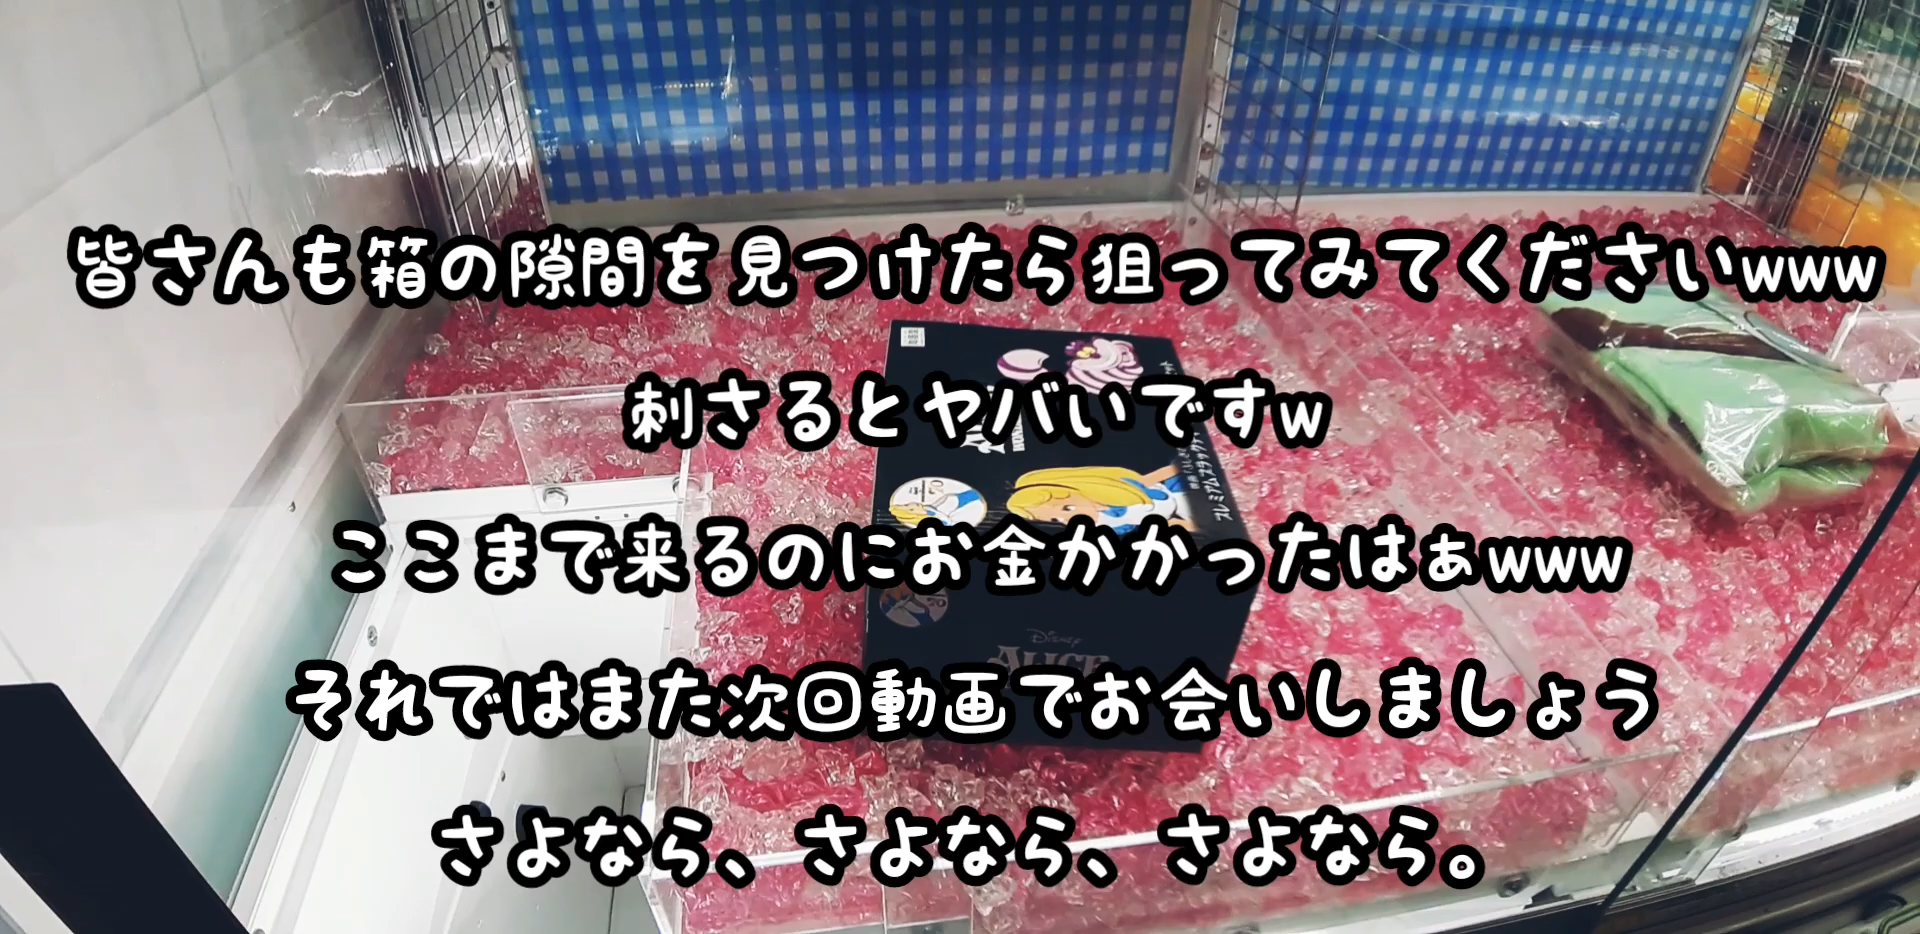 皆さんも箱の隙間を見つけたら狙ってみてくださいwww
刺さるとヤバいですw
ここまで来るのにお金かかったはぁwww
Disney
ALICE
それではまた次回動画でお会いしましょう
さよなら、さよなら、さよなら。